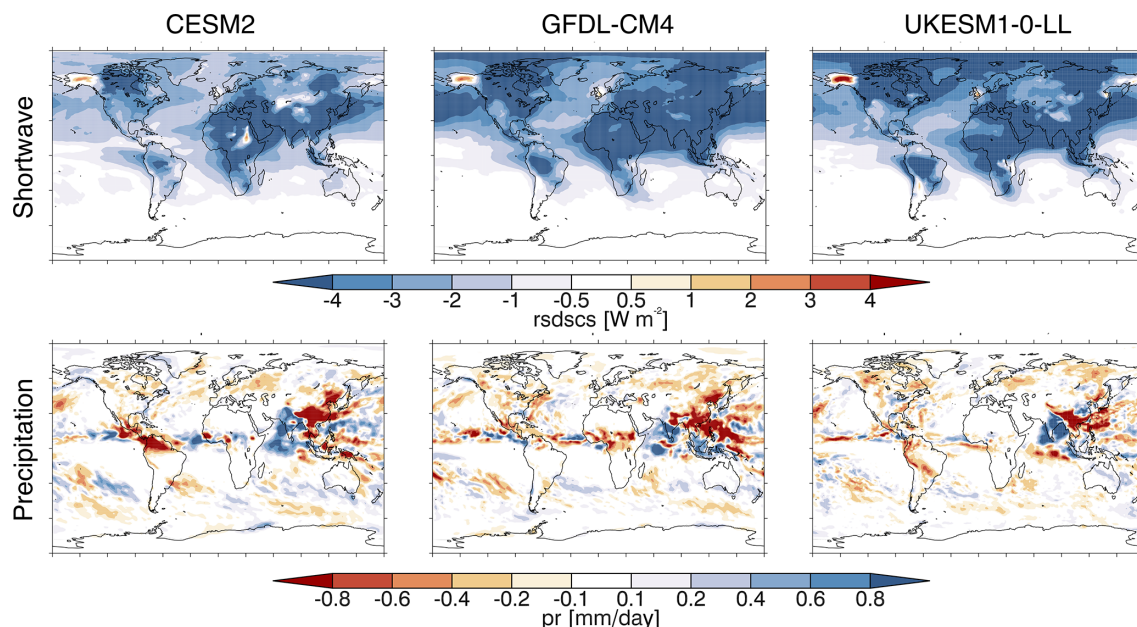 CESM2 GFDL-CM4 UKESM1-0-LL
Shortwave
-4 -3 -2 -1 -0.5 0.5 1 2 3 4
rsdscs [W m⁻²]
Precipitation
-0.8 -0.6 -0.4 -0.2 -0.1 0.1 0.2 0.4 0.6 0.8
pr [mm/day]